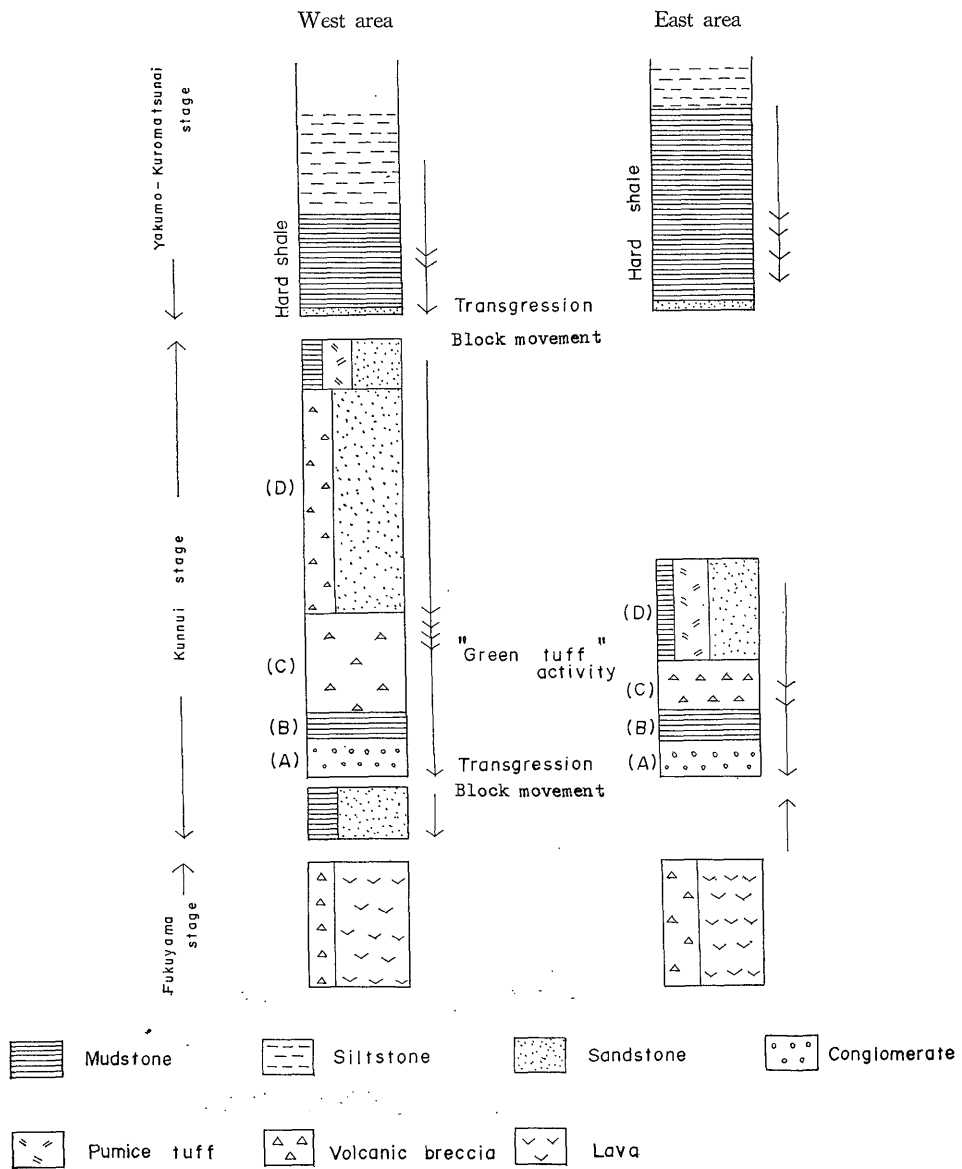 West area
East area
Yakumo-Kuromatsunai
stage
Hard shale
Hard shale
Transgression
Block movement
(D)
Kunnui stage
(D)
"Green tuff"
activity
(C)
(C)
(B)
(B)
(A)
(A)
Transgression
Block movement
Fukuyama
stage
Mudstone
Siltstone
Sandstone
Conglomerate
Pumice tuff
Volcanic breccia
Lava